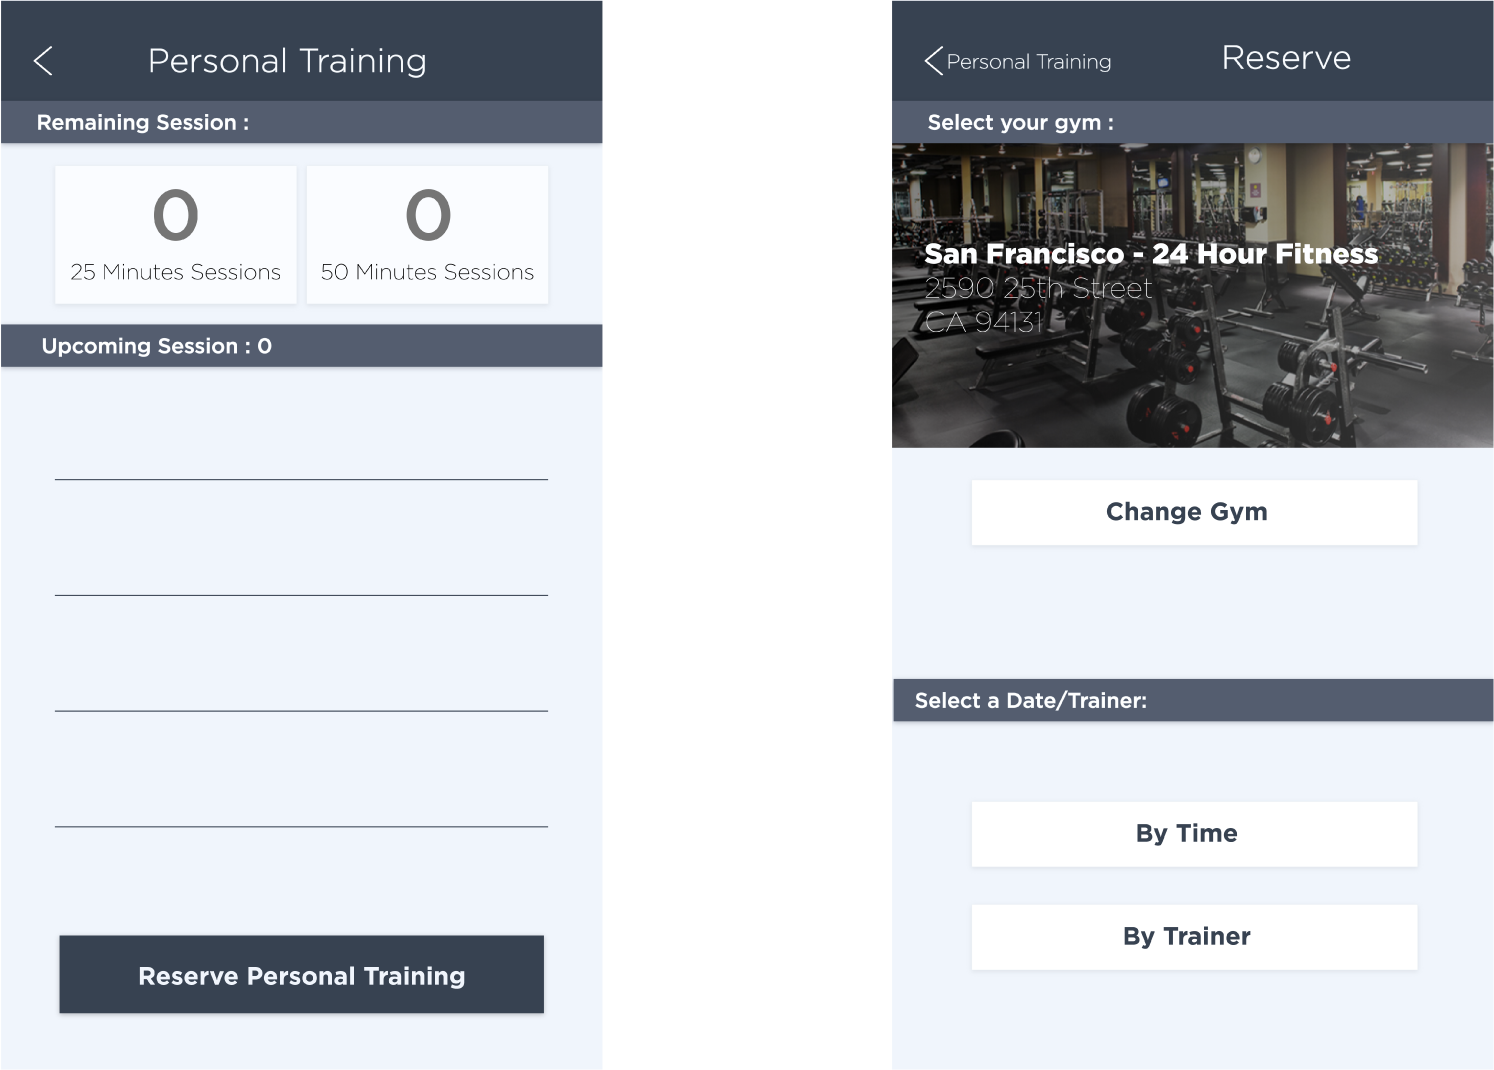 Personal Training
Remaining Session :
0
25 Minutes Sessions
0
50 Minutes Sessions
Upcoming Session : 0
Reserve Personal Training
Personal Training
Reserve
Select your gym :
San Francisco - 24 Hour Fitness
2590 25th Street
CA 94131
Change Gym
Select a Date/Trainer:
By Time
By Trainer